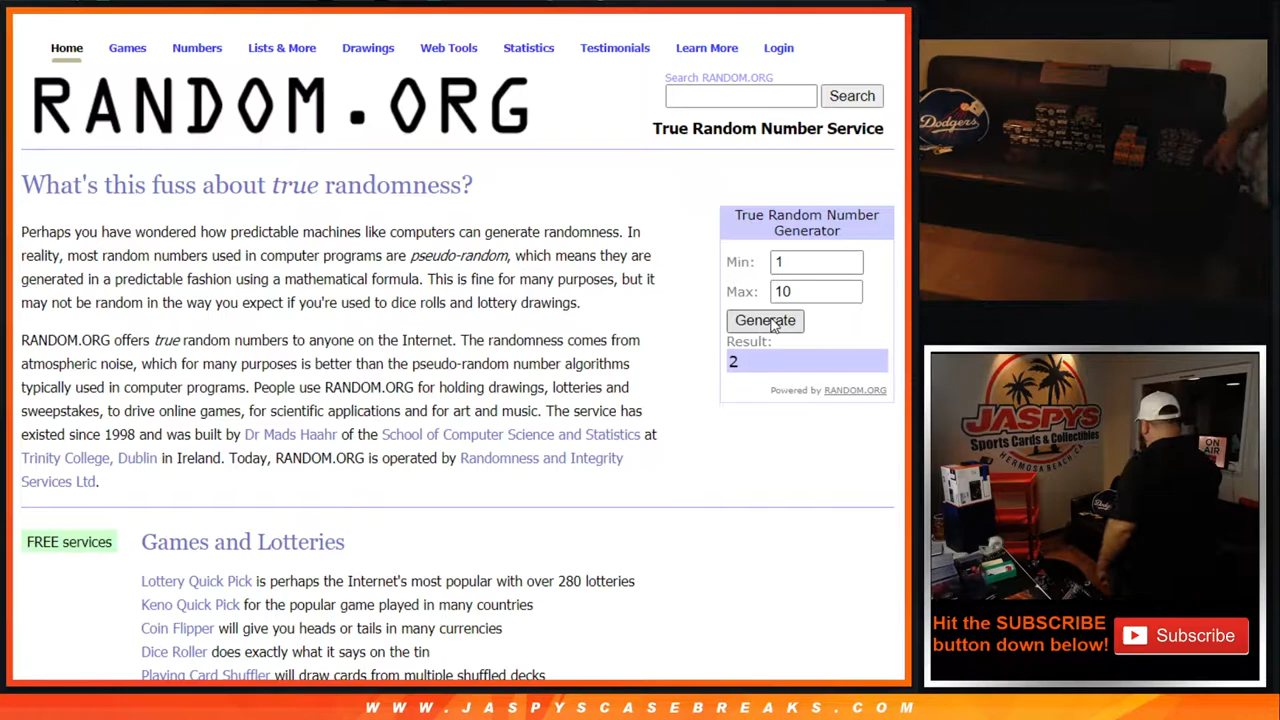 Home Games Numbers Lists & More Drawings Web Tools Statistics Testimonials Learn More Login
RANDOM.ORG
Search RANDOM.ORG
Search
True Random Number Service
What's this fuss about true randomness?
Perhaps you have wondered how predictable machines like computers can generate randomness. In
reality, most random numbers used in computer programs are pseudo-random, which means they are
generated in a predictable fashion using a mathematical formula. This is fine for many purposes, but it
may not be random in the way you expect if you're used to dice rolls and lottery drawings.
RANDOM.ORG offers true random numbers to anyone on the Internet. The randomness comes from
atmospheric noise, which for many purposes is better than the pseudo-random number algorithms
typically used in computer programs. People use RANDOM.ORG for holding drawings, lotteries and
sweepstakes, to drive online games, for scientific applications and for art and music. The service has
existed since 1998 and was built by Dr Mads Haahr of the School of Computer Science and Statistics at
Trinity College, Dublin in Ireland. Today, RANDOM.ORG is operated by Randomness and Integrity
Services Ltd.
True Random Number
Generator
Min: 1
Max: 10
Generate
Result:
2
Powered by RANDOM.ORG
FREE services
Games and Lotteries
Lottery Quick Pick is perhaps the Internet's most popular with over 280 lotteries
Keno Quick Pick for the popular game played in many countries
Coin Flipper will give you heads or tails in many currencies
Dice Roller does exactly what it says on the tin
Playing Card Shuffler will draw cards from multiple shuffled decks
Dodgers
JASPYS
Sports Cards & Collectibles
HERMOSA BEACH, CA
ON
AIR
Hit the SUBSCRIBE
button down below!
Subscribe
WWW.JASPYSCASEBREAKS.COM